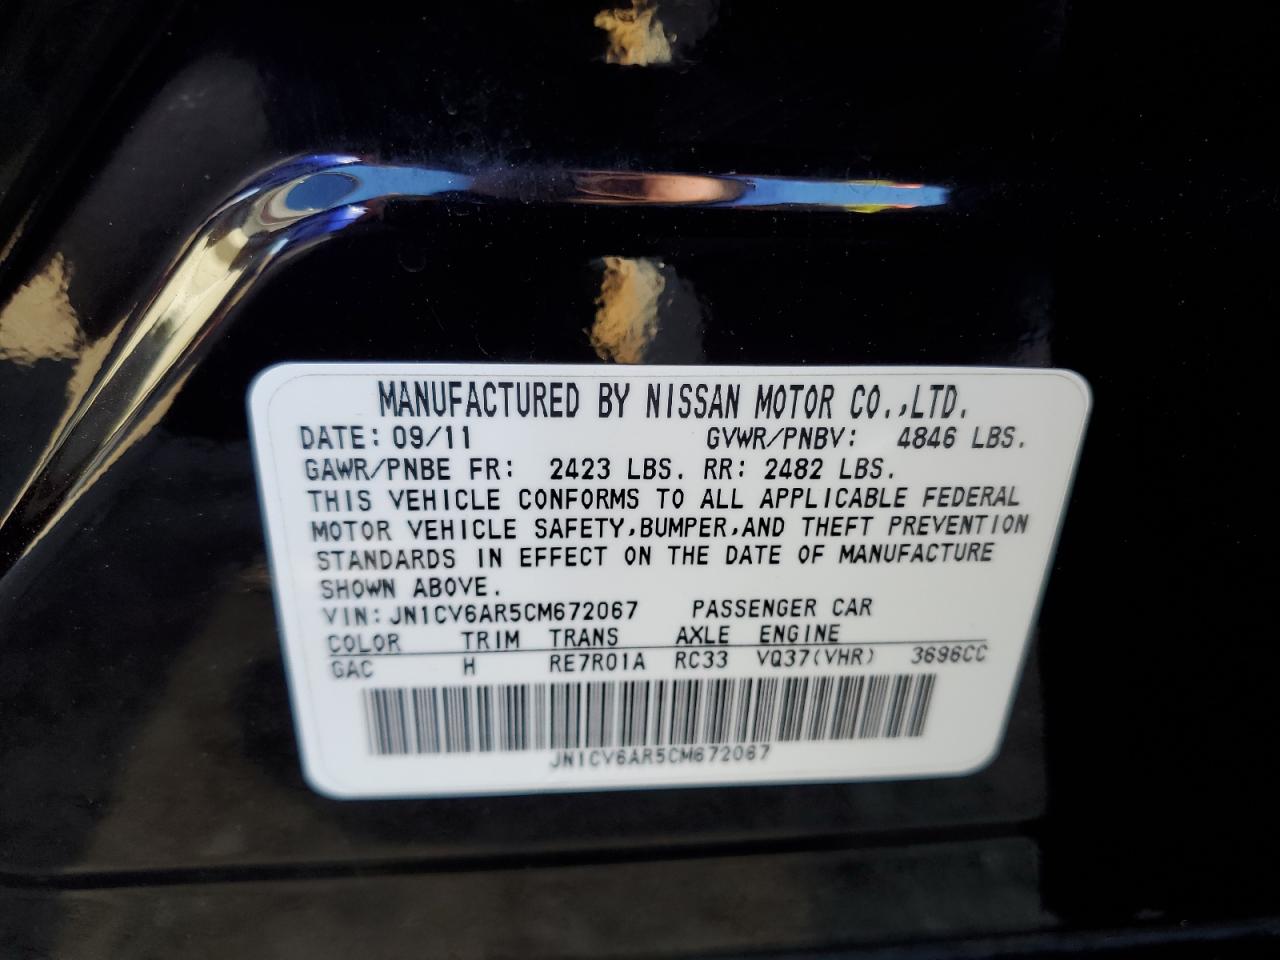 MANUFACTURED BY NISSAN MOTOR CO.,LTD.
DATE: 09/11 GVWR/PNBV: 4846 LBS.
GAWR/PNBE FR: 2423 LBS. RR: 2482 LBS.
THIS VEHICLE CONFORMS TO ALL APPLICABLE FEDERAL
MOTOR VEHICLE SAFETY,BUMPER,AND THEFT PREVENTION
STANDARDS IN EFFECT ON THE DATE OF MANUFACTURE
SHOWN ABOVE.
VIN:JN1CV6AR5CM672067 PASSENGER CAR
COLOR TRIM TRANS AXLE ENGINE
GAC H RE7R01A RC33 VQ37(VHR) 3696CC
JN1CV6AR5CM672067